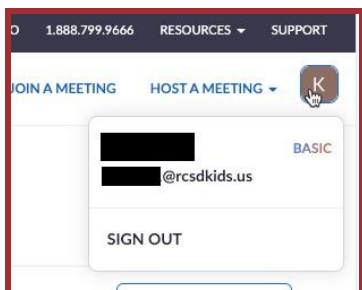 O 1.888.799.9666 RESOURCES SUPPORT
JOIN A MEETING HOST A MEETING K
BASIC
@rcsdkids.us
SIGN OUT